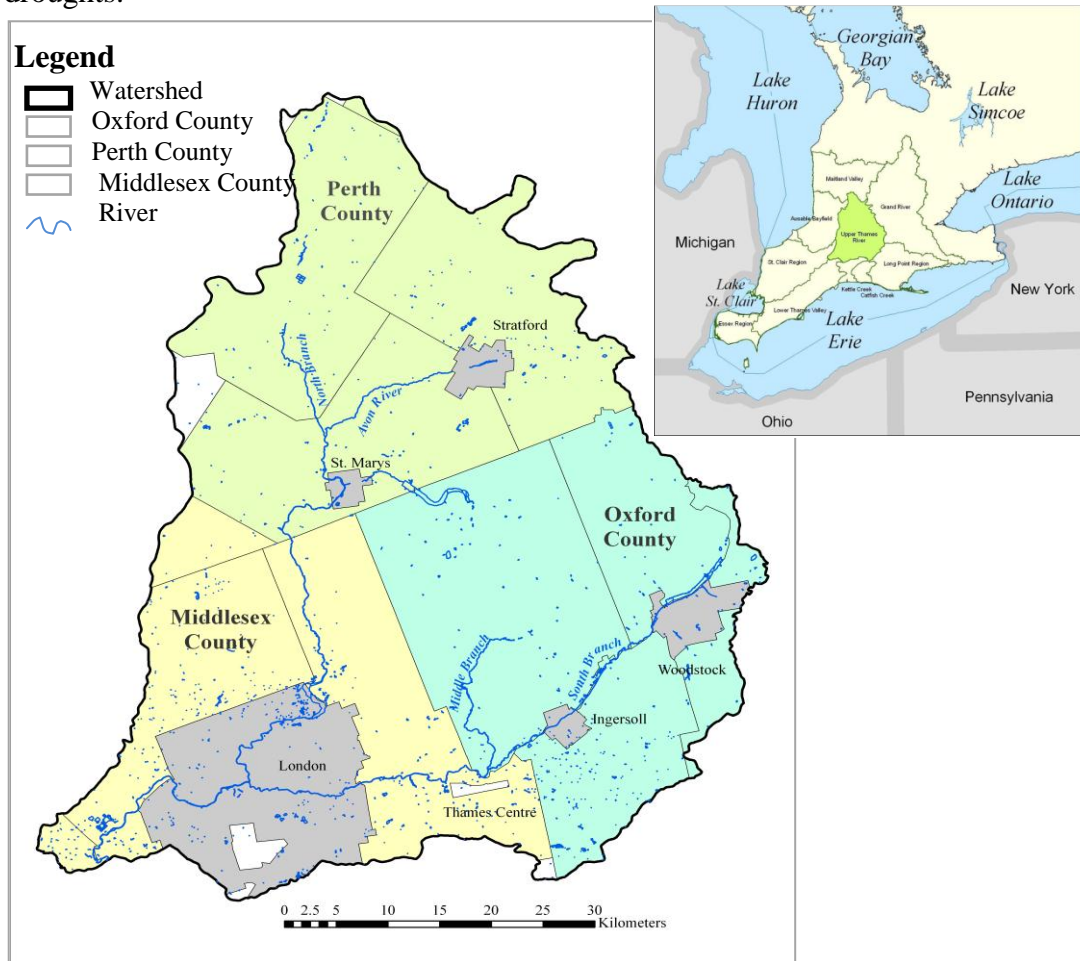 droughts.
Legend
Watershed
Oxford County
Perth County
Middlesex County
River
Perth
County
Stratford
North Branch
Avon River
St. Marys
Oxford
County
Middlesex
County
Woodstock
Middle Branch
South Branch
Ingersoll
London
Thames Centre
0 2.5 5 10 15 20 25 30
Kilometers
Georgian
Bay
Lake
Huron
Lake
Simcoe
Lake
Ontario
Maitland Valley
Grand River
Ausable Bayfield
Upper Thames
River
Michigan
St. Clair Region
Long Point Region
New York
Lake
St. Clair
Kettle Creek
Catfish Creek
Lower Thames Valley
Essex Region
Lake
Erie
Pennsylvania
Ohio